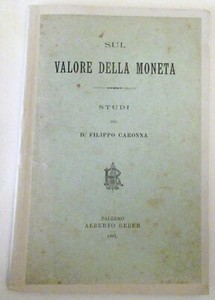 SUL
VALORE DELLA MONETA
STUDI
DEL
D.r FILIPPO CARONNA
PALERMO
ALBERTO REBER